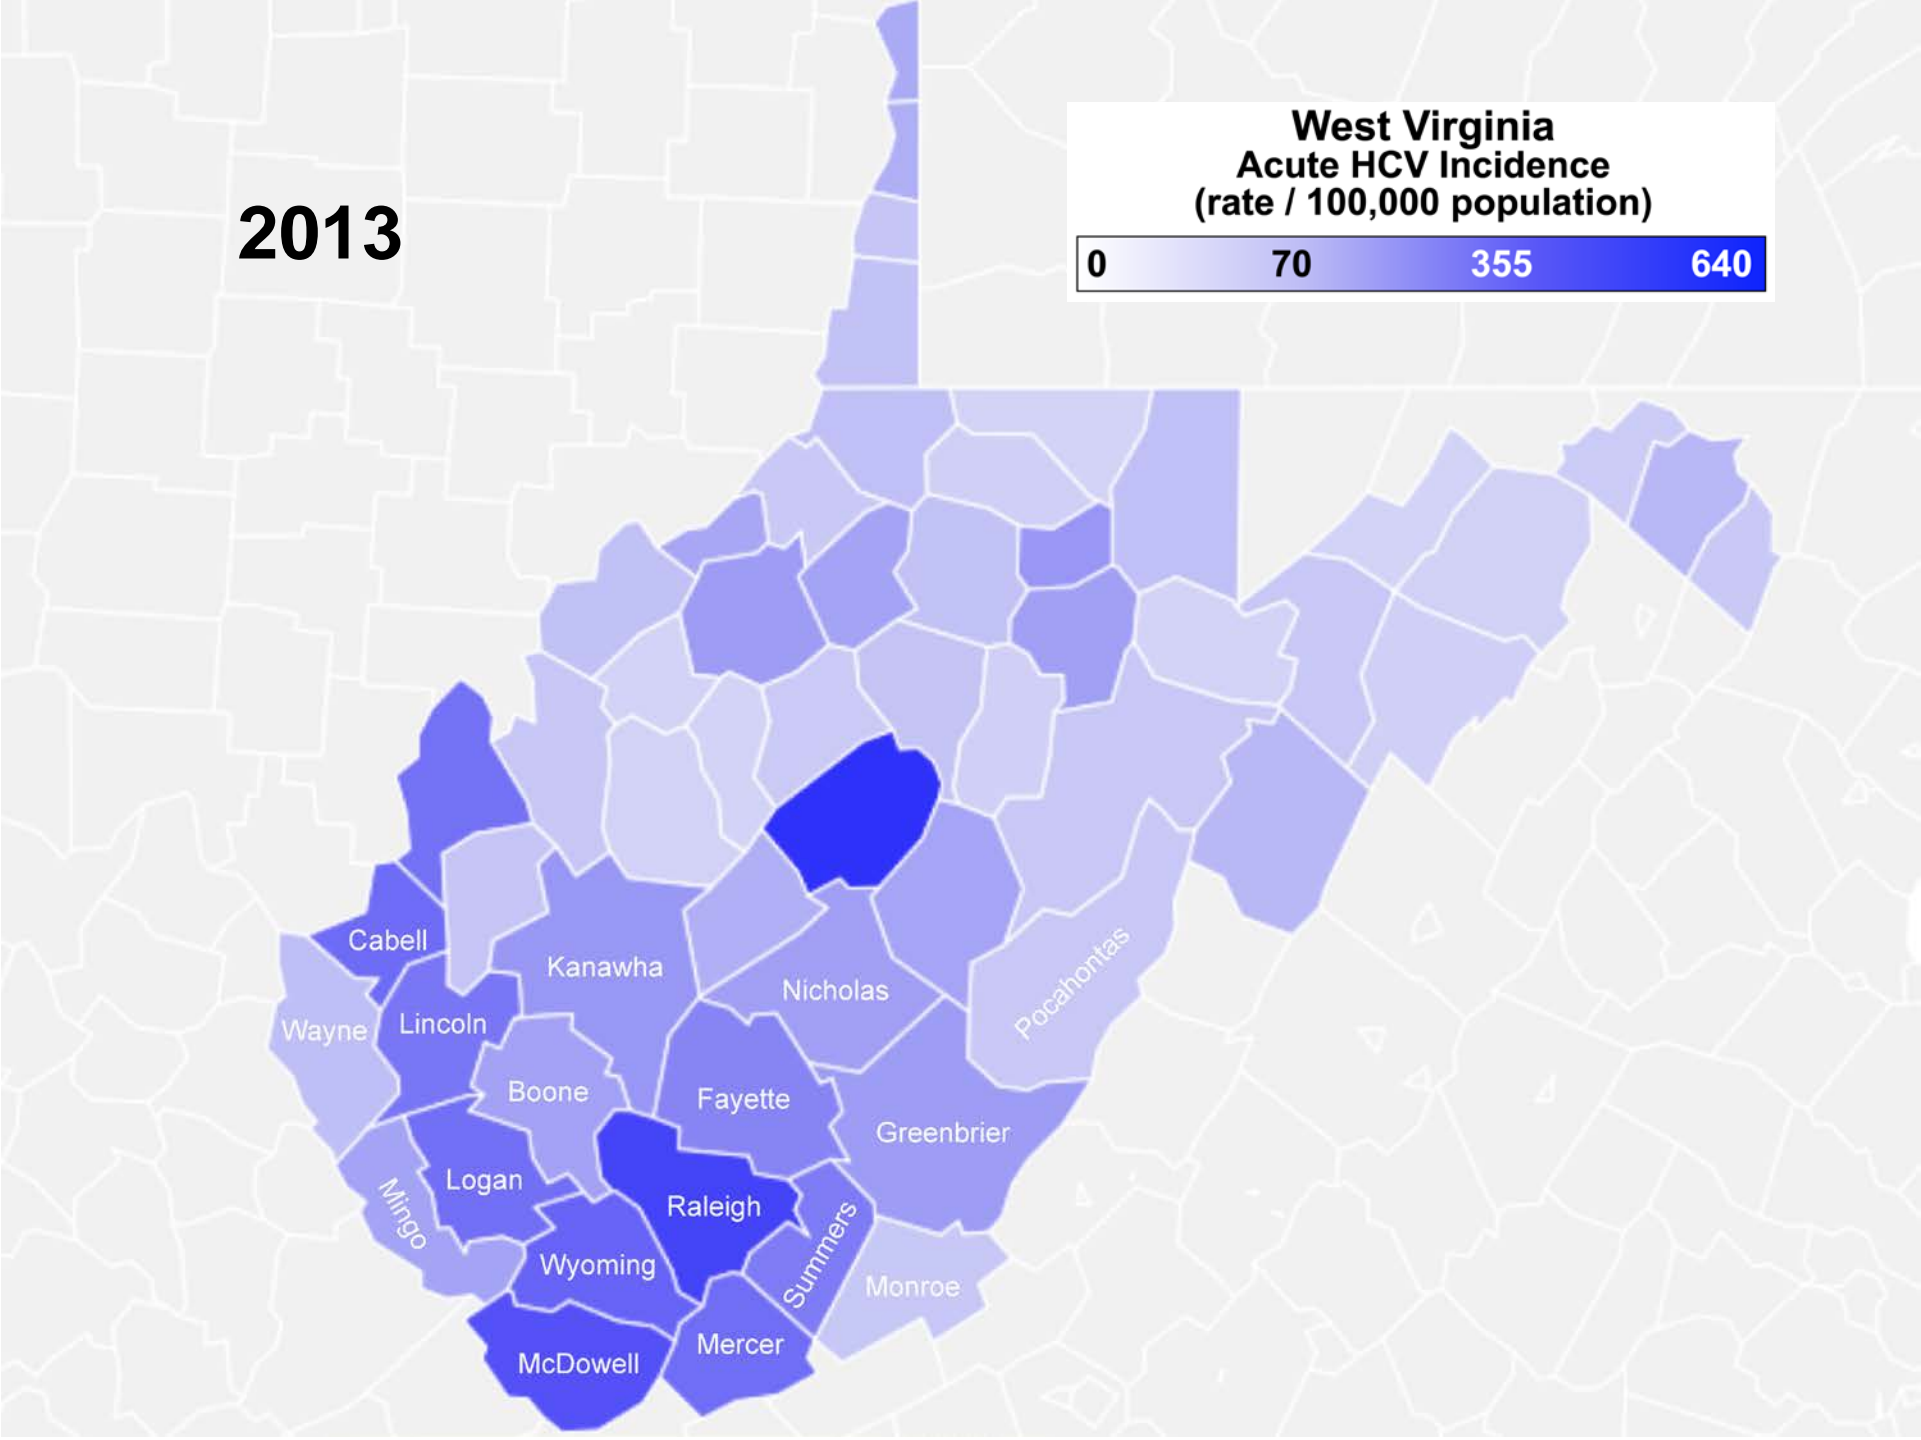 West Virginia
Acute HCV Incidence
(rate / 100,000 population)
0 70 355 640
2013
Cabell
Kanawha
Nicholas
Pocahontas
Wayne
Lincoln
Boone
Fayette
Greenbrier
Mingo
Logan
Raleigh
Summers
Wyoming
Monroe
McDowell
Mercer